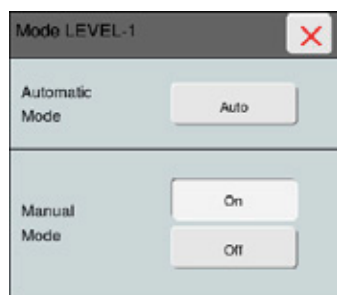 Mode LEVEL-1
Automatic
Mode
Auto
Manual
Mode
On
Off